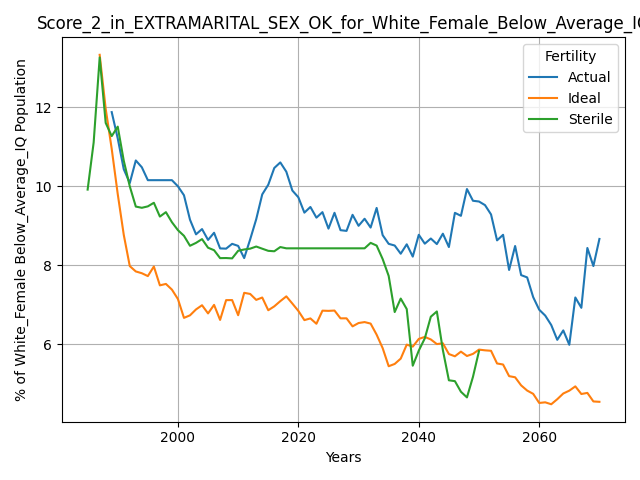 Score_2_in_EXTRAMARITAL_SEX_OK_for_White_Female_Below_Average_IQ
Fertility
Actual
Ideal
Sterile
% of White_Female Below_Average_IQ Population
12
10
8
6
2000 2020 2040 2060
Years